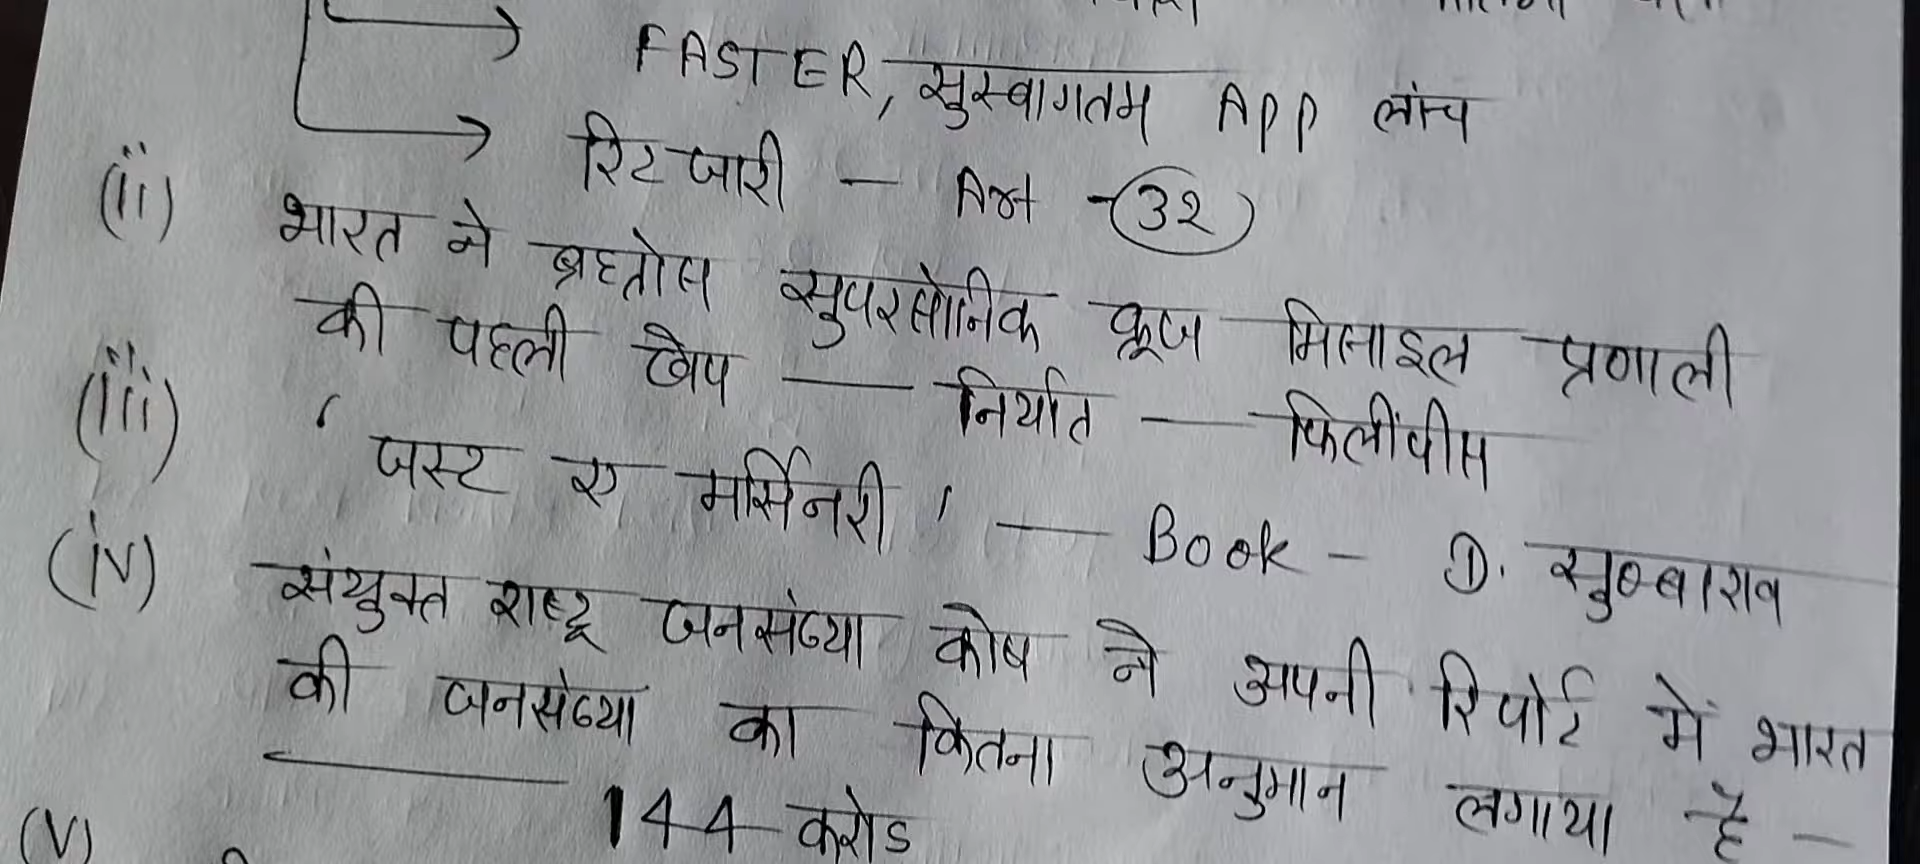 FASTER, सुस्वागतम App लांच
रिट जारी — Art - 32
(ii) भारत ने ब्रह्मोस सुपरसोनिक क्रूज मिसाइल प्रणाली
की पहली खेप — निर्यात — फिलीपींस
(iii) 'जस्ट ए मर्सिनरी' — Book - D. सुब्बाराव
(iv) संयुक्त राष्ट्र जनसंख्या कोष ने अपनी रिपोर्ट में भारत
की जनसंख्या का कितना अनुमान लगाया है -
144 करोड
(v)